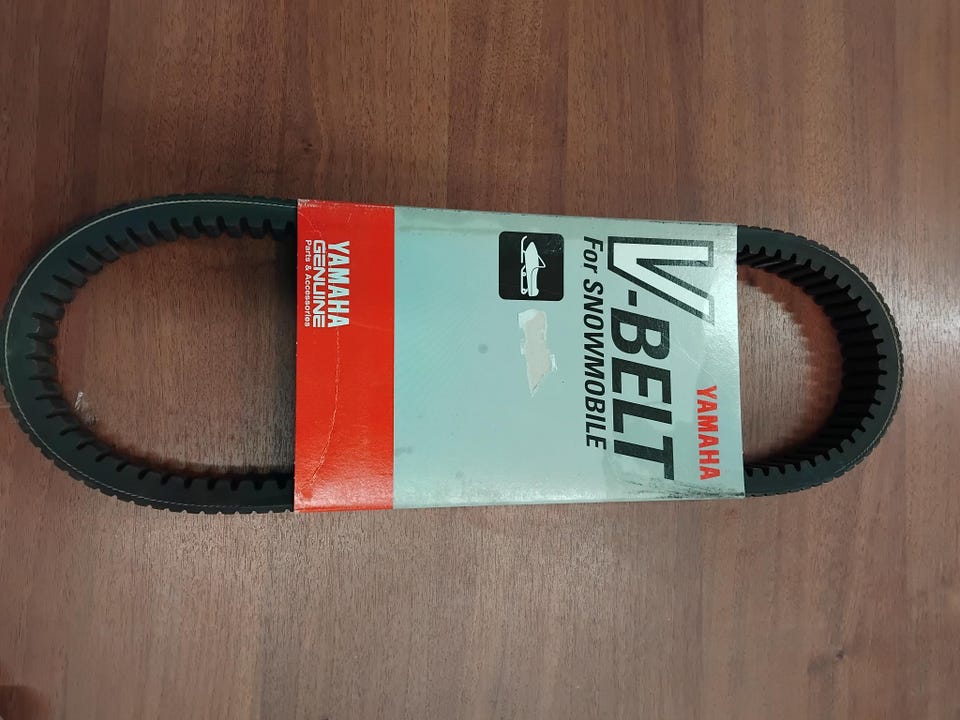 YAMAHA
V-BELT
For SNOWMOBILE
YAMAHA
GENUINE
Parts & Accessories